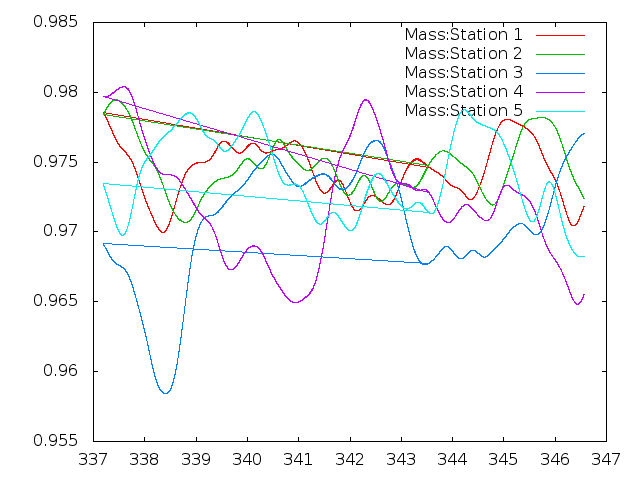 0.985
0.98
0.975
0.97
0.965
0.96
0.955
337 338 339 340 341 342 343 344 345 346 347
Mass:Station 1
Mass:Station 2
Mass:Station 3
Mass:Station 4
Mass:Station 5